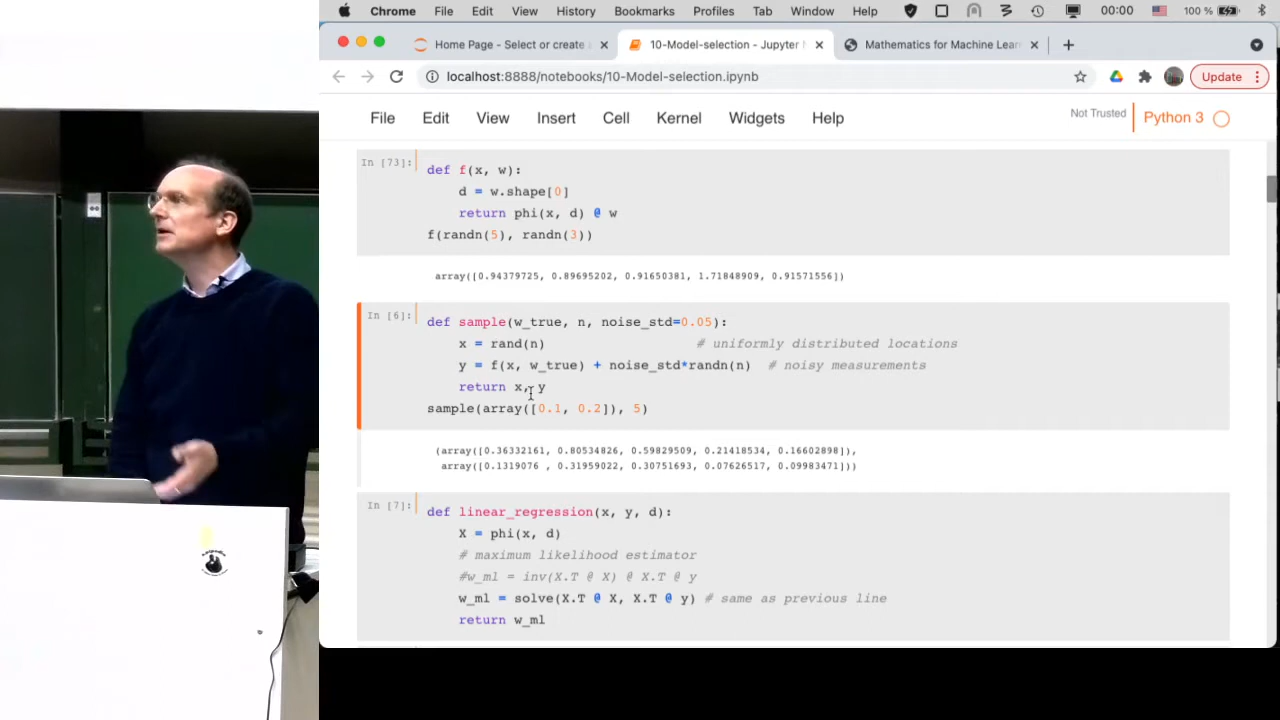 Chrome File Edit View History Bookmarks Profiles Tab Window Help 00:00 100 %
Home Page - Select or create a
10-Model-selection - Jupyter
Mathematics for Machine Lear
localhost:8888/notebooks/10-Model-selection.ipynb
Update
File Edit View Insert Cell Kernel Widgets Help
Not Trusted
Python 3
In [73]:
def f(x, w):
    d = w.shape[0]
    return phi(x, d) @ w
f(randn(5), randn(3))
array([0.94379725, 0.89695202, 0.91650381, 1.71848909, 0.91571556])
In [6]:
def sample(w_true, n, noise_std=0.05):
    x = rand(n) # uniformly distributed locations
    y = f(x, w_true) + noise_std*randn(n) # noisy measurements
    return x, y
sample(array([0.1, 0.2]), 5)
(array([0.36332161, 0.80534826, 0.59829509, 0.21418534, 0.16602898]),
array([0.1319076 , 0.31959022, 0.30751693, 0.07626517, 0.09983471]))
In [7]:
def linear_regression(x, y, d):
    X = phi(x, d)
    # maximum likelihood estimator
    #w_ml = inv(X.T @ X) @ X.T @ y
    w_ml = solve(X.T @ X, X.T @ y) # same as previous line
    return w_ml